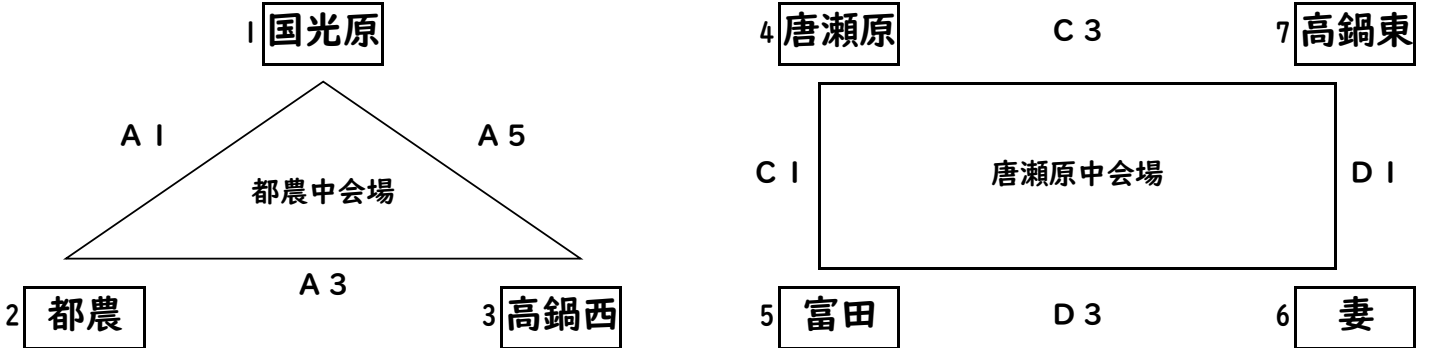 1 国光原
A1
A5
都農中会場
A3
2 都農
3 高鍋西
4 唐瀬原
C3
7 高鍋東
C1
唐瀬原中会場
D1
5 富田
D3
6 妻